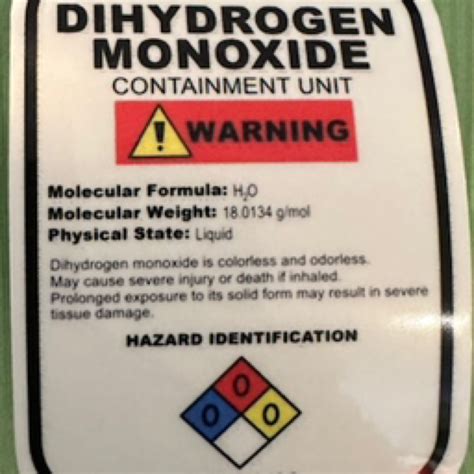 DIHYDROGEN
MONOXIDE
CONTAINMENT UNIT
WARNING
Molecular Formula: H₂O
Molecular Weight: 18.0134 g/mol
Physical State: Liquid
Dihydrogen monoxide is colorless and odorless.
May cause severe injury or death if inhaled.
Prolonged exposure to its solid form may result in severe
tissue damage.
HAZARD IDENTIFICATION
0
0 0